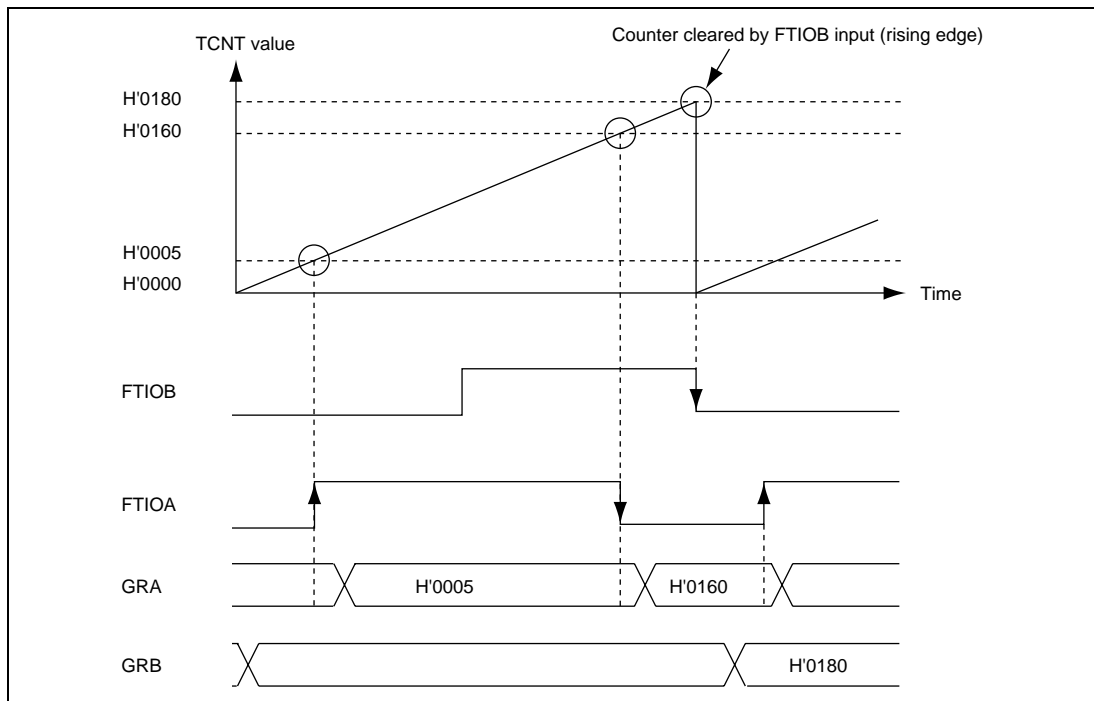 Counter cleared by FTIOB input (rising edge)
TCNT value
H'0180
H'0160
H'0005
H'0000
Time
FTIOB
FTIOA
GRA
H'0005
H'0160
GRB
H'0180